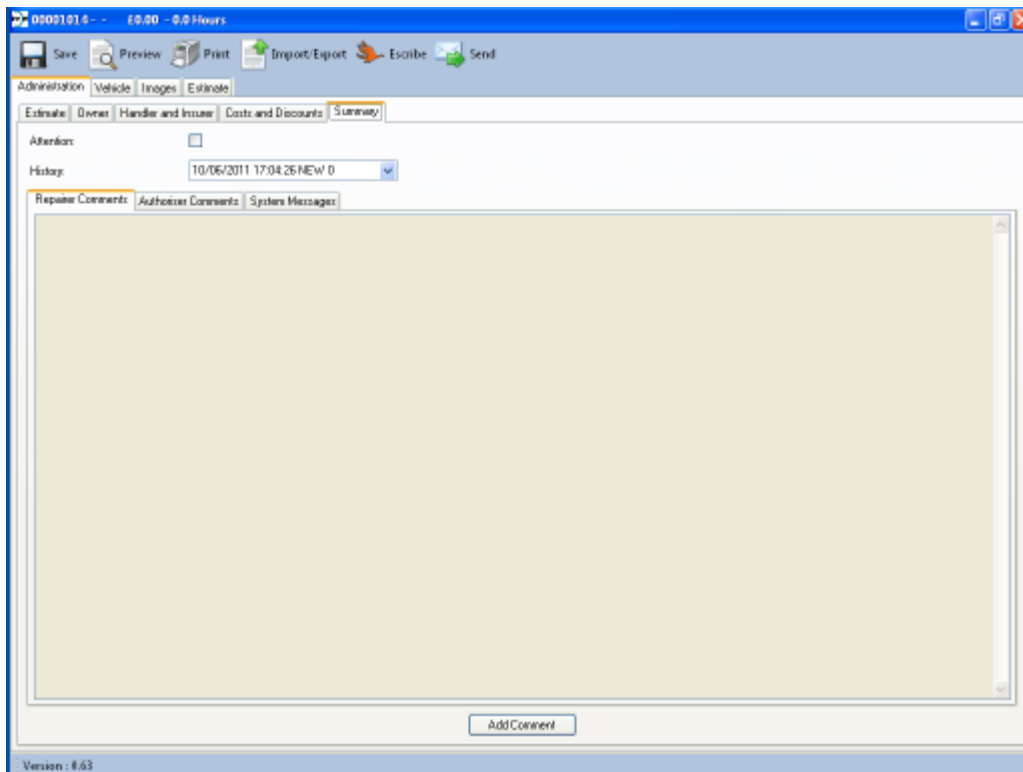 00001014 - - £0.00 - 0.0 Hours
Save Preview Print Import/Export Escribe Send
Administration Vehicle Images Estimate
Estimate Owner Handler and Insurer Costs and Discounts Summary
Attention:
History: 10/06/2011 17:04:26 NEW 0
Repairer Comments Authoriser Comments System Messages
Add Comment
Version :